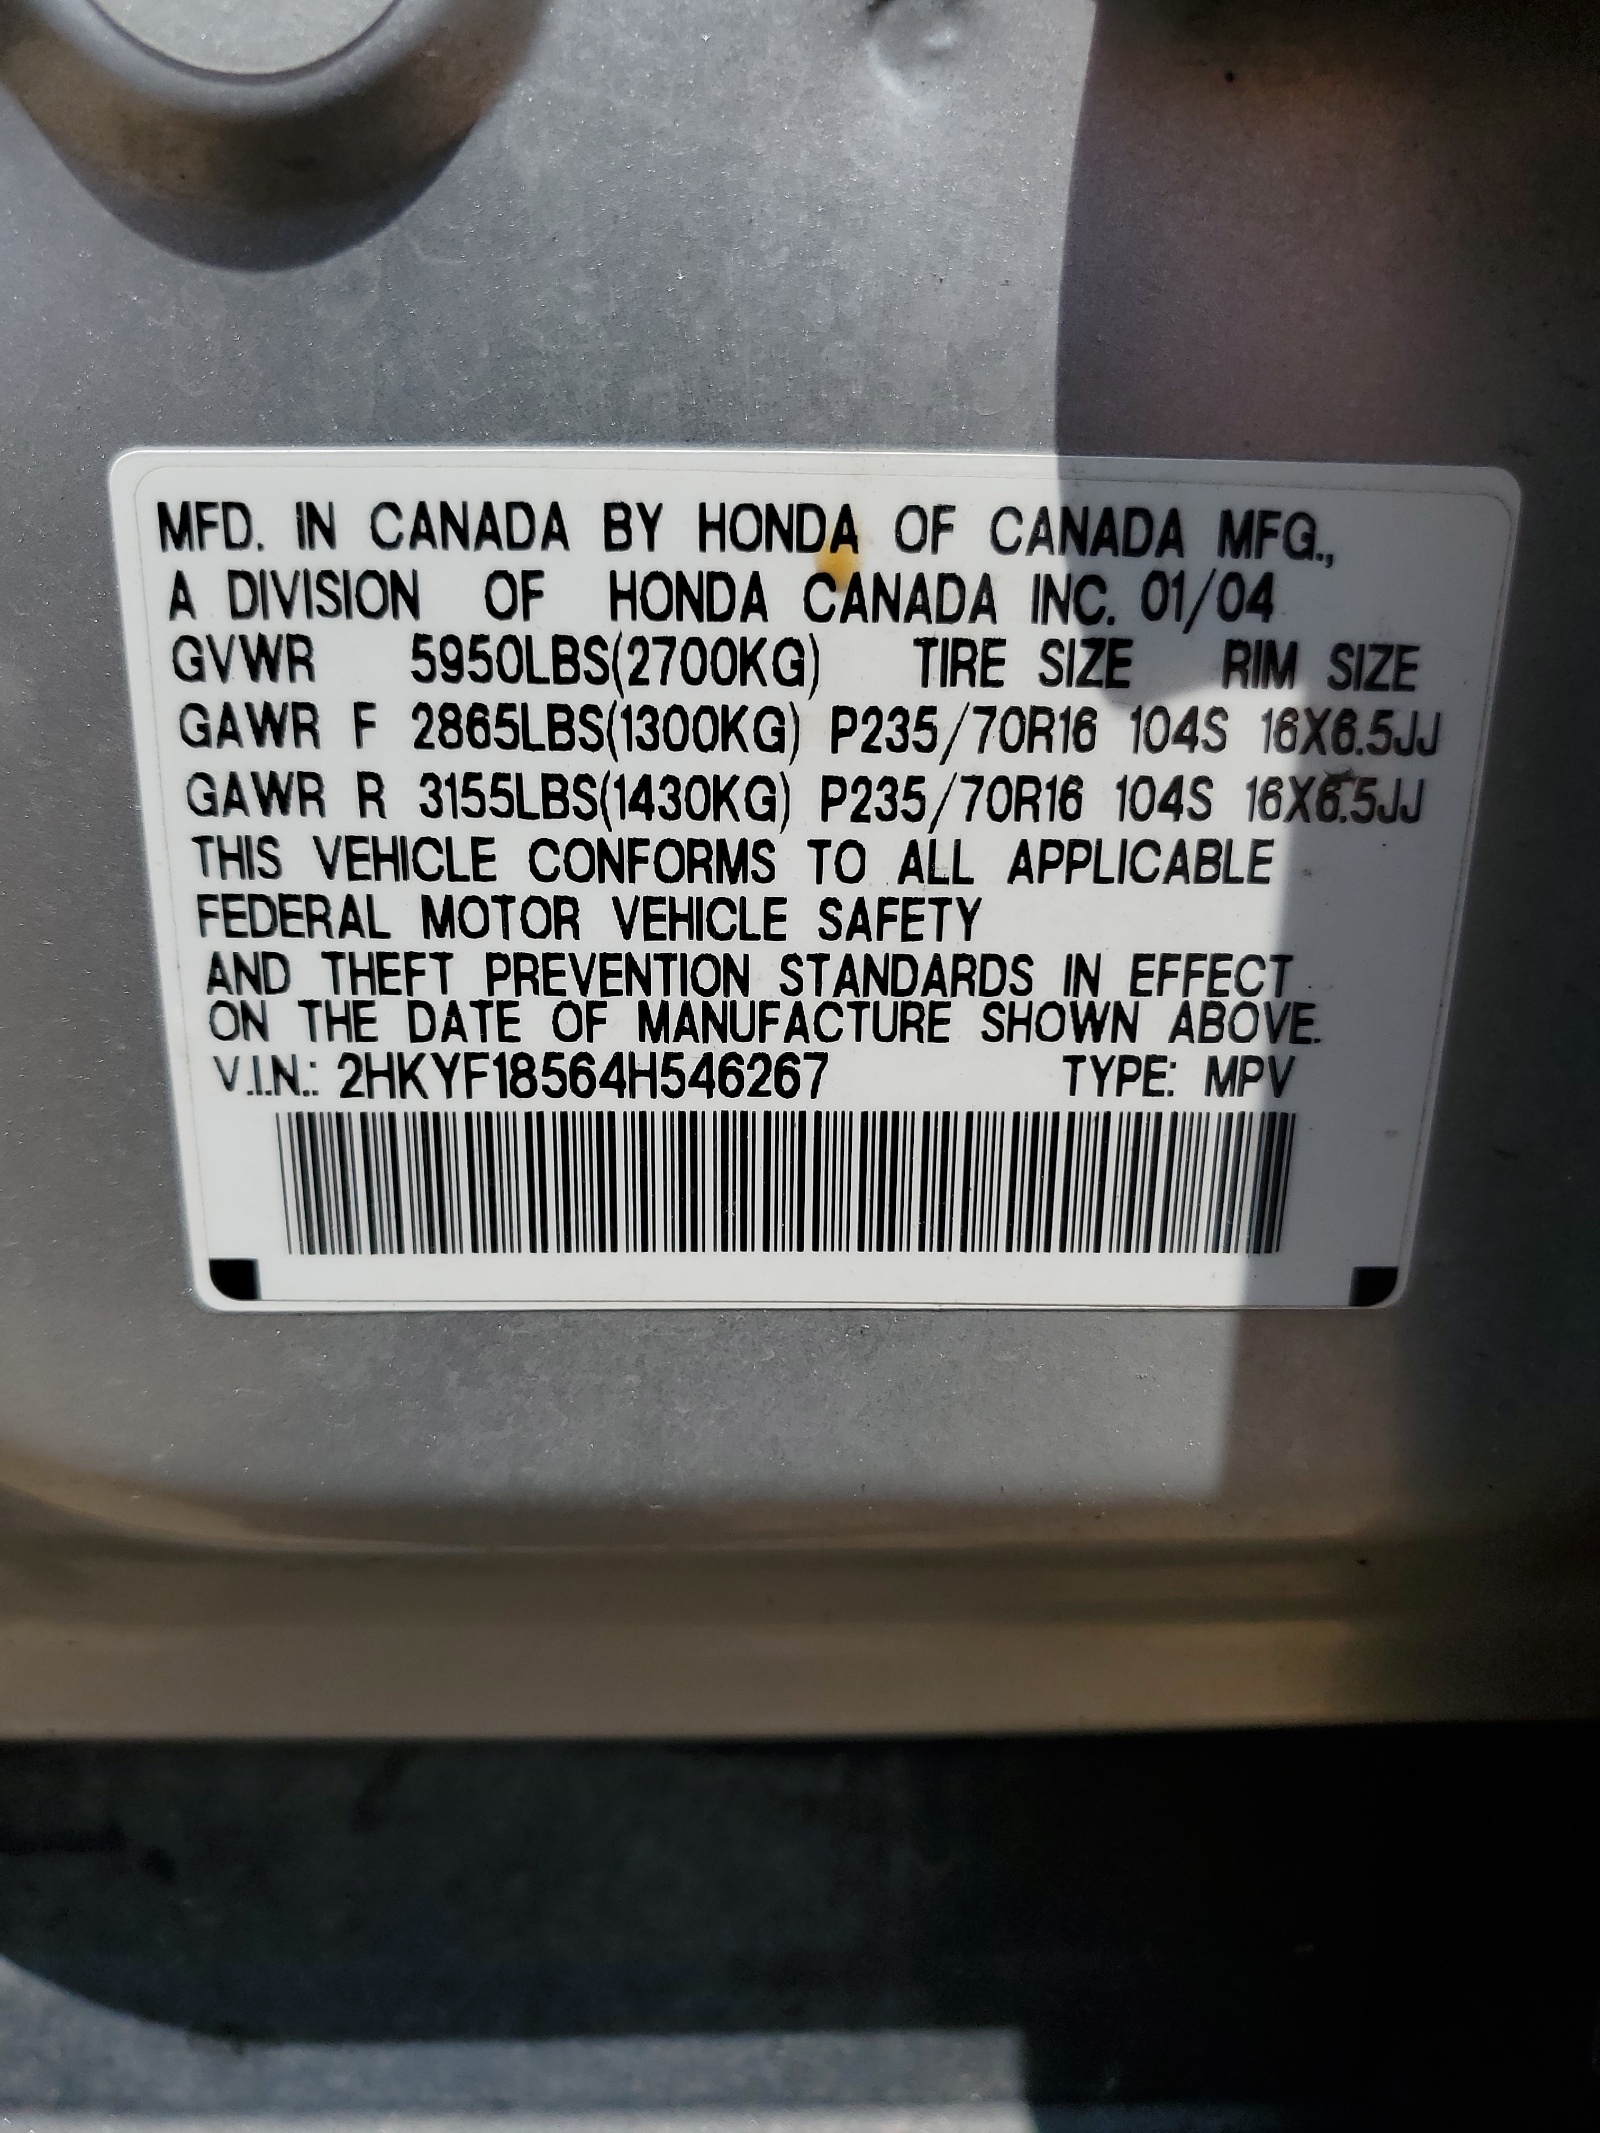 MFD. IN CANADA BY HONDA OF CANADA MFG.,
A DIVISION OF HONDA CANADA INC. 01/04
GVWR 5950LBS(2700KG) TIRE SIZE RIM SIZE
GAWR F 2865LBS(1300KG) P235/70R16 104S 16X6.5JJ
GAWR R 3155LBS(1430KG) P235/70R16 104S 16X6.5JJ
THIS VEHICLE CONFORMS TO ALL APPLICABLE
FEDERAL MOTOR VEHICLE SAFETY
AND THEFT PREVENTION STANDARDS IN EFFECT
ON THE DATE OF MANUFACTURE SHOWN ABOVE.
V.I.N.: 2HKYF18564H546267 TYPE: MPV